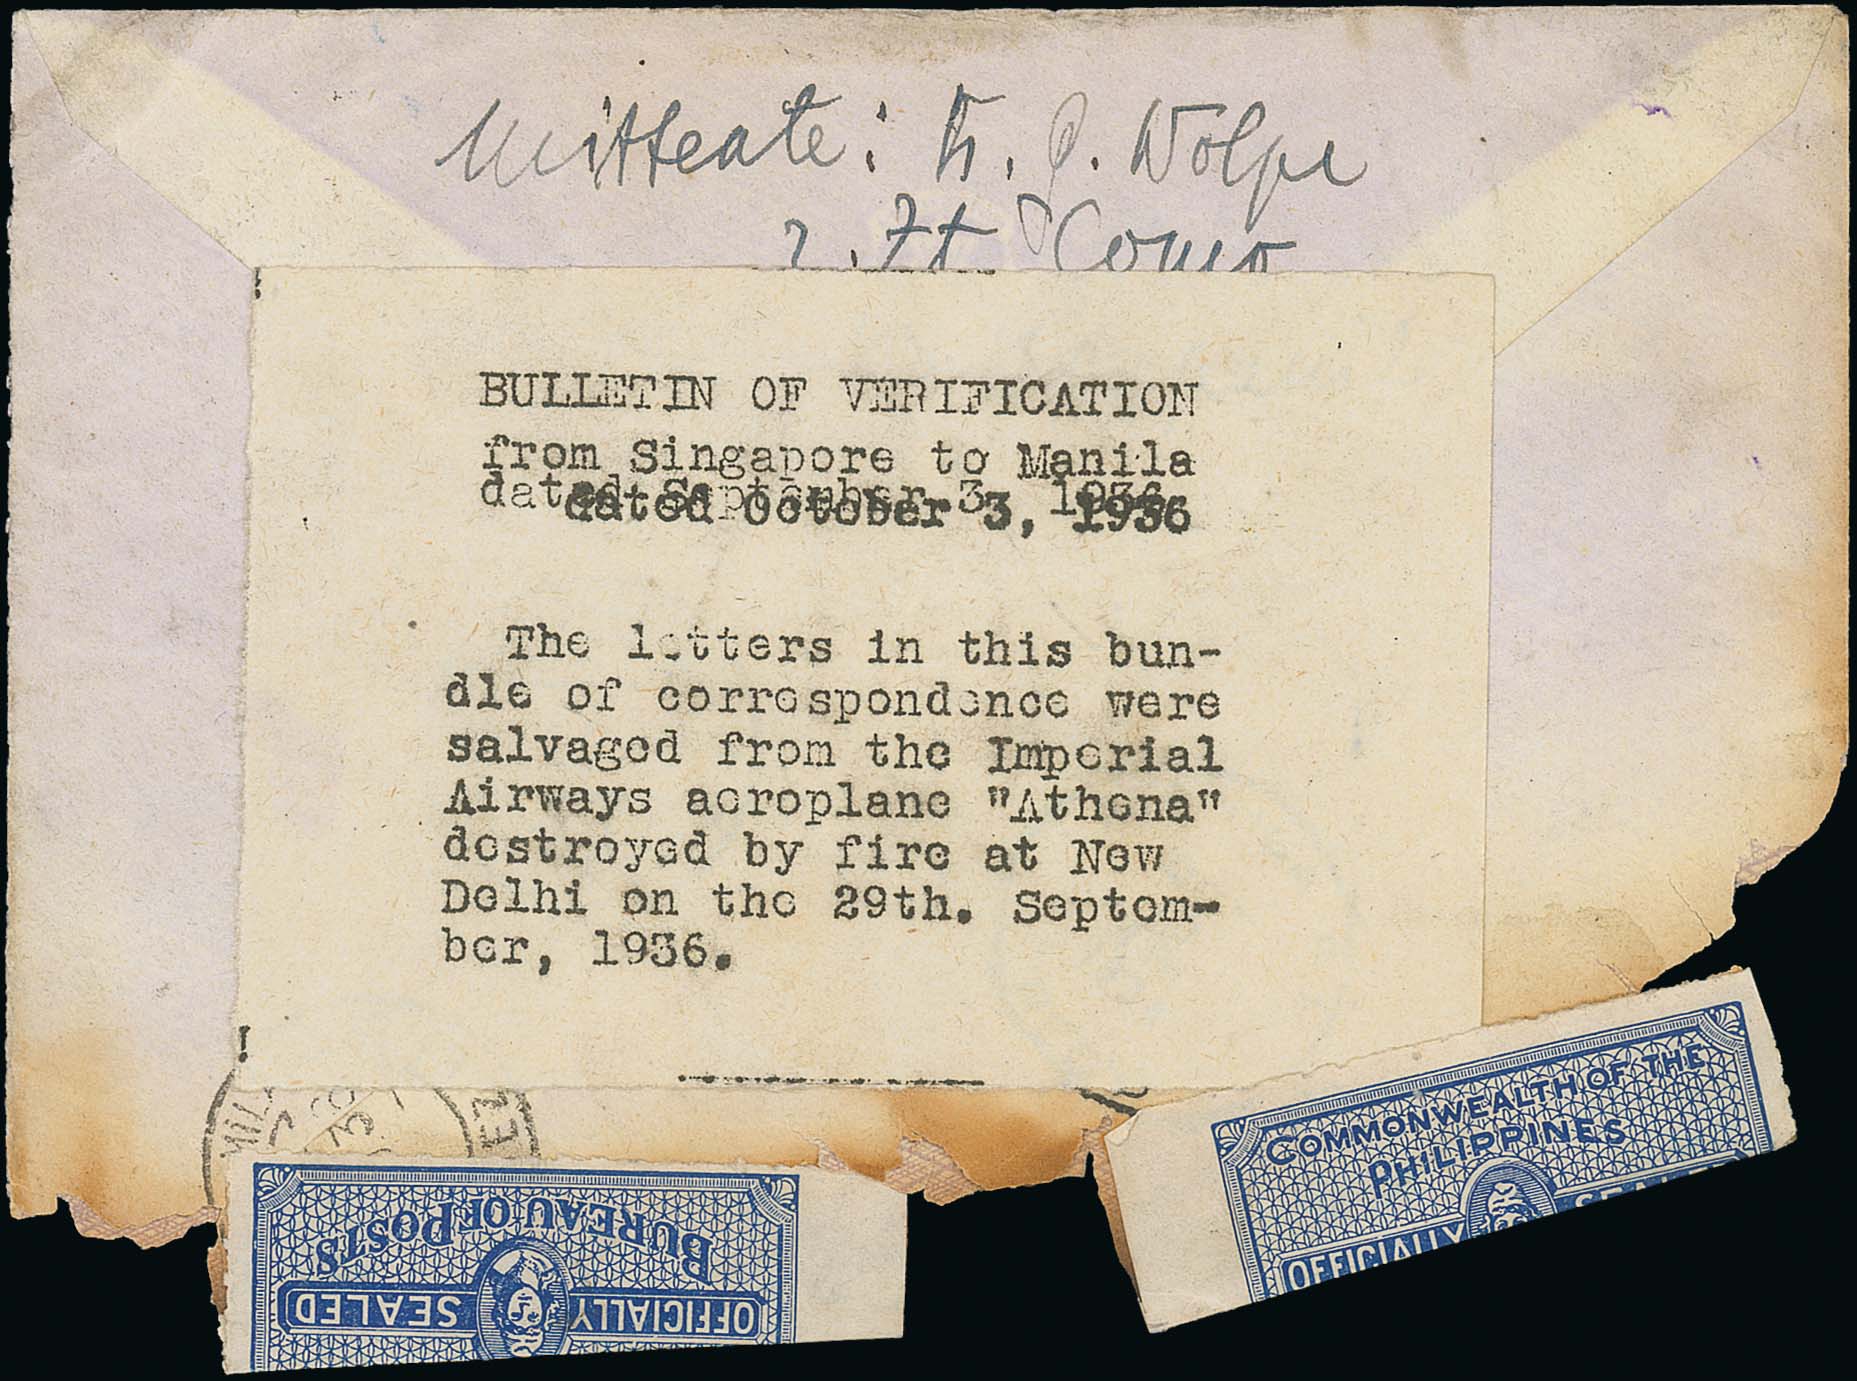 Mitteate: H. J. Wolpe
BULLETIN OF VERIFICATION
from Singapore to Manila
dated September 3, 1936
dated October 3, 1936
The letters in this bun-
dle of correspondence were
salvaged from the Imperial
Airways aeroplane "Athena"
destroyed by fire at New
Delhi on the 29th. Septem-
ber, 1936.
COMMONWEALTH OF THE
PHILIPPINES
OFFICIALLY SEALED
BUREAU OF POSTS
OFFICIALLY SEALED